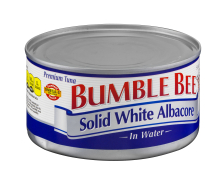 Premium Tuna
BUMBLE BEE
Solid White Albacore
In Water